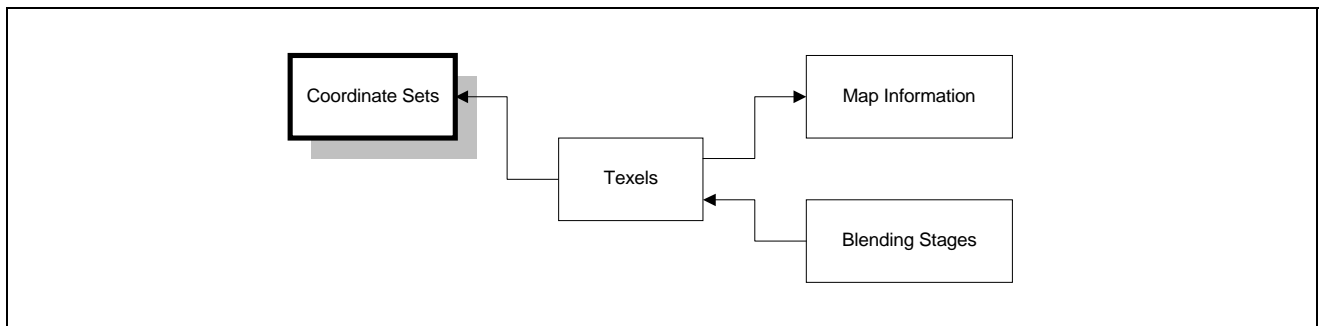 Coordinate Sets
Map Information
Texels
Blending Stages